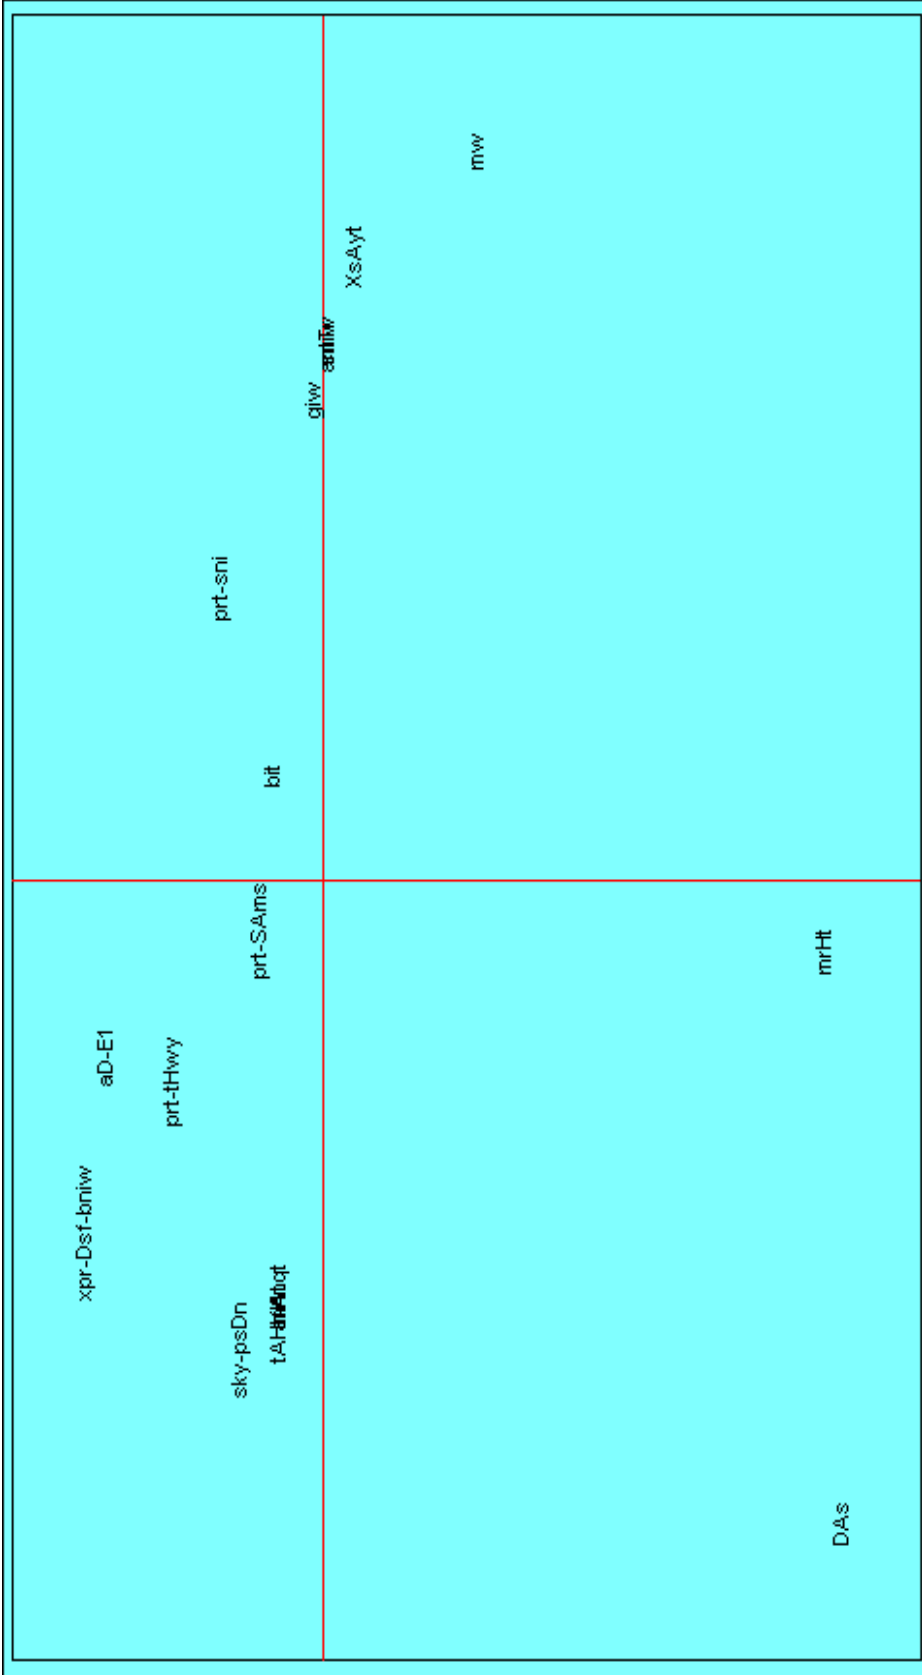 mw
XsAyt
giw
prt-sni
bit
prt-SAms
mrHt
aD-E1
prt-tHwy
xpr-Dsf-bniw
sky-psDn
DAs